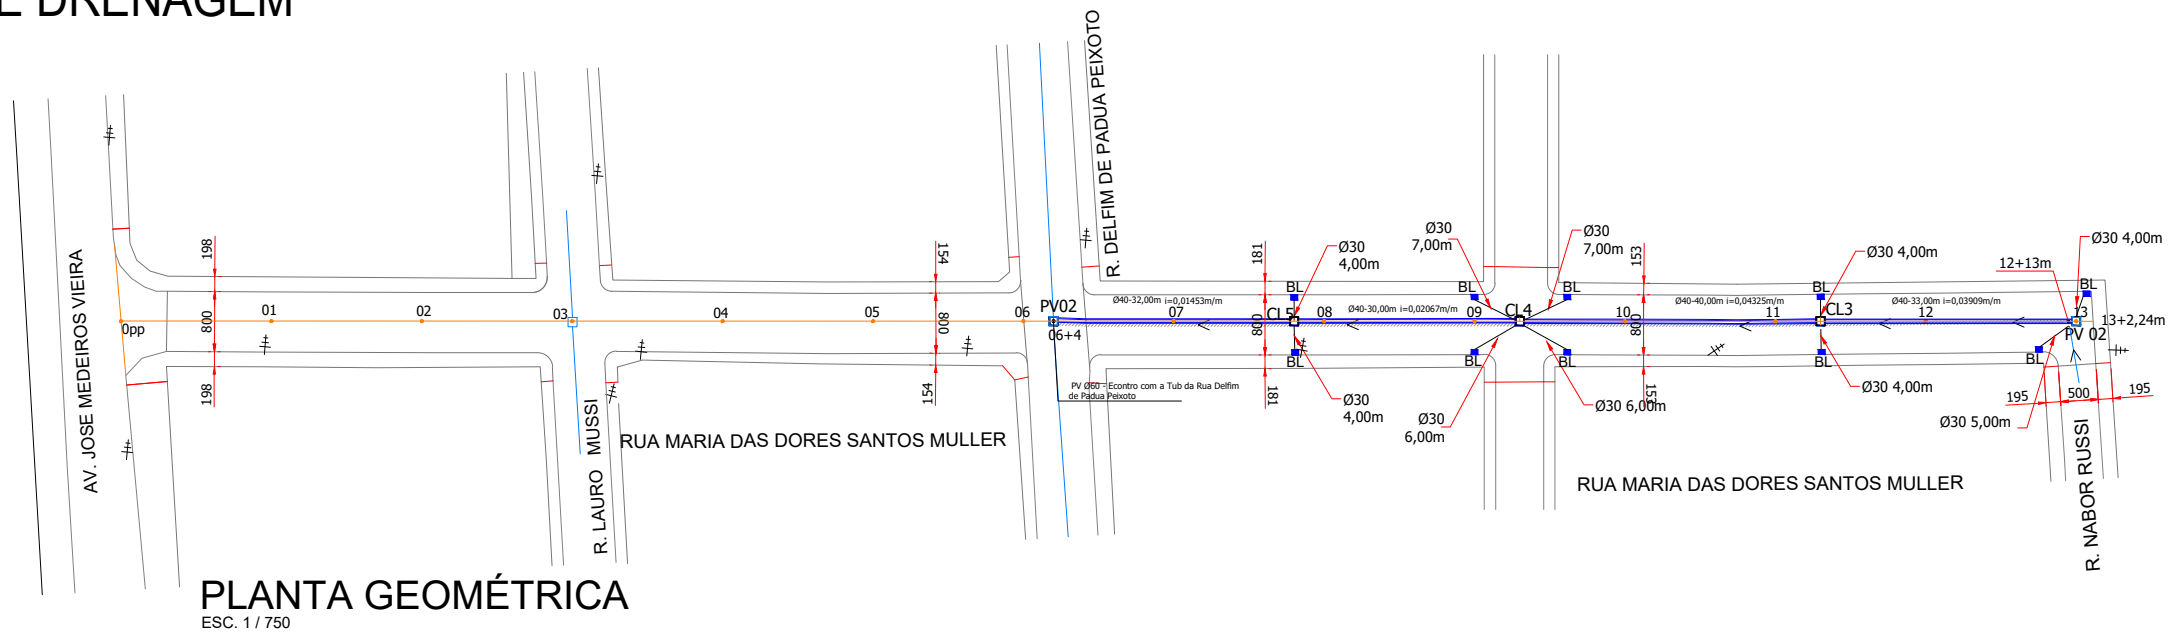 E DRENAGEM
AV. JOSE MEDEIROS VIEIRA
198
800
198
0pp
01
02
03
04
05
06
R. LAURO MUSSI
154
800
154
RUA MARIA DAS DORES SANTOS MULLER
R. DELFIM DE PADUA PEIXOTO
PV02
06+4
PV Ø60 - Econtro com a Tub da Rua Delfim
de Padua Peixoto
Ø40-32,00m i=0,01453m/m
07
181
800
181
BL
CL5
BL
Ø30
4,00m
Ø30
4,00m
08
Ø40-30,00m i=0,02067m/m
09
Ø30
7,00m
BL
CL4
BL
Ø30
7,00m
BL
BL
Ø30
6,00m
Ø30 6,00m
10
153
800
153
Ø40-40,00m i=0,04325m/m
11
BL
CL3
BL
Ø30 4,00m
Ø30 4,00m
Ø40-33,00m i=0,03909m/m
12
12+13m
BL
Ø30 4,00m
13
13+2,24m
PV 02
BL
Ø30 5,00m
195
500
195
R. NABOR RUSSI
RUA MARIA DAS DORES SANTOS MULLER
PLANTA GEOMÉTRICA
ESC. 1 / 750